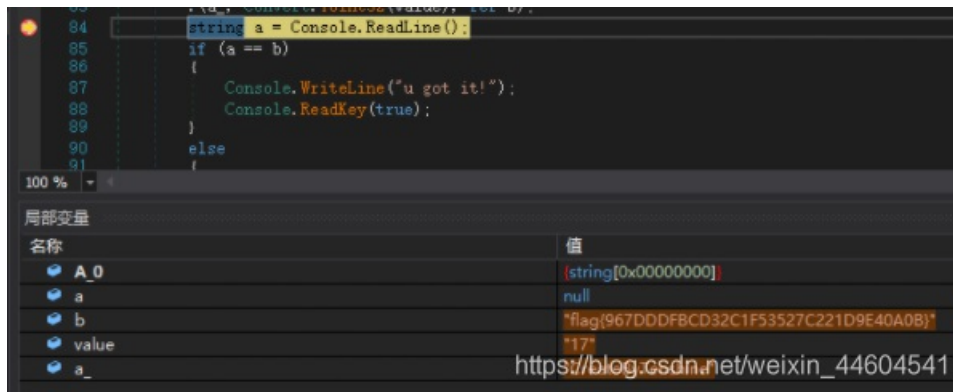 84 string a = Console.ReadLine();
85 if (a == b)
86 {
87 Console.WriteLine("u got it!");
88 Console.ReadKey(true);
89 }
90 else
91 {
100 %
局部变量
名称 值
A_0 {string[0x00000000]}
a null
b "flag{967DDDFBCD32C1F53527C221D9E40A0B}"
value "17"
a_
https://blog.csdn.net/weixin_44604541